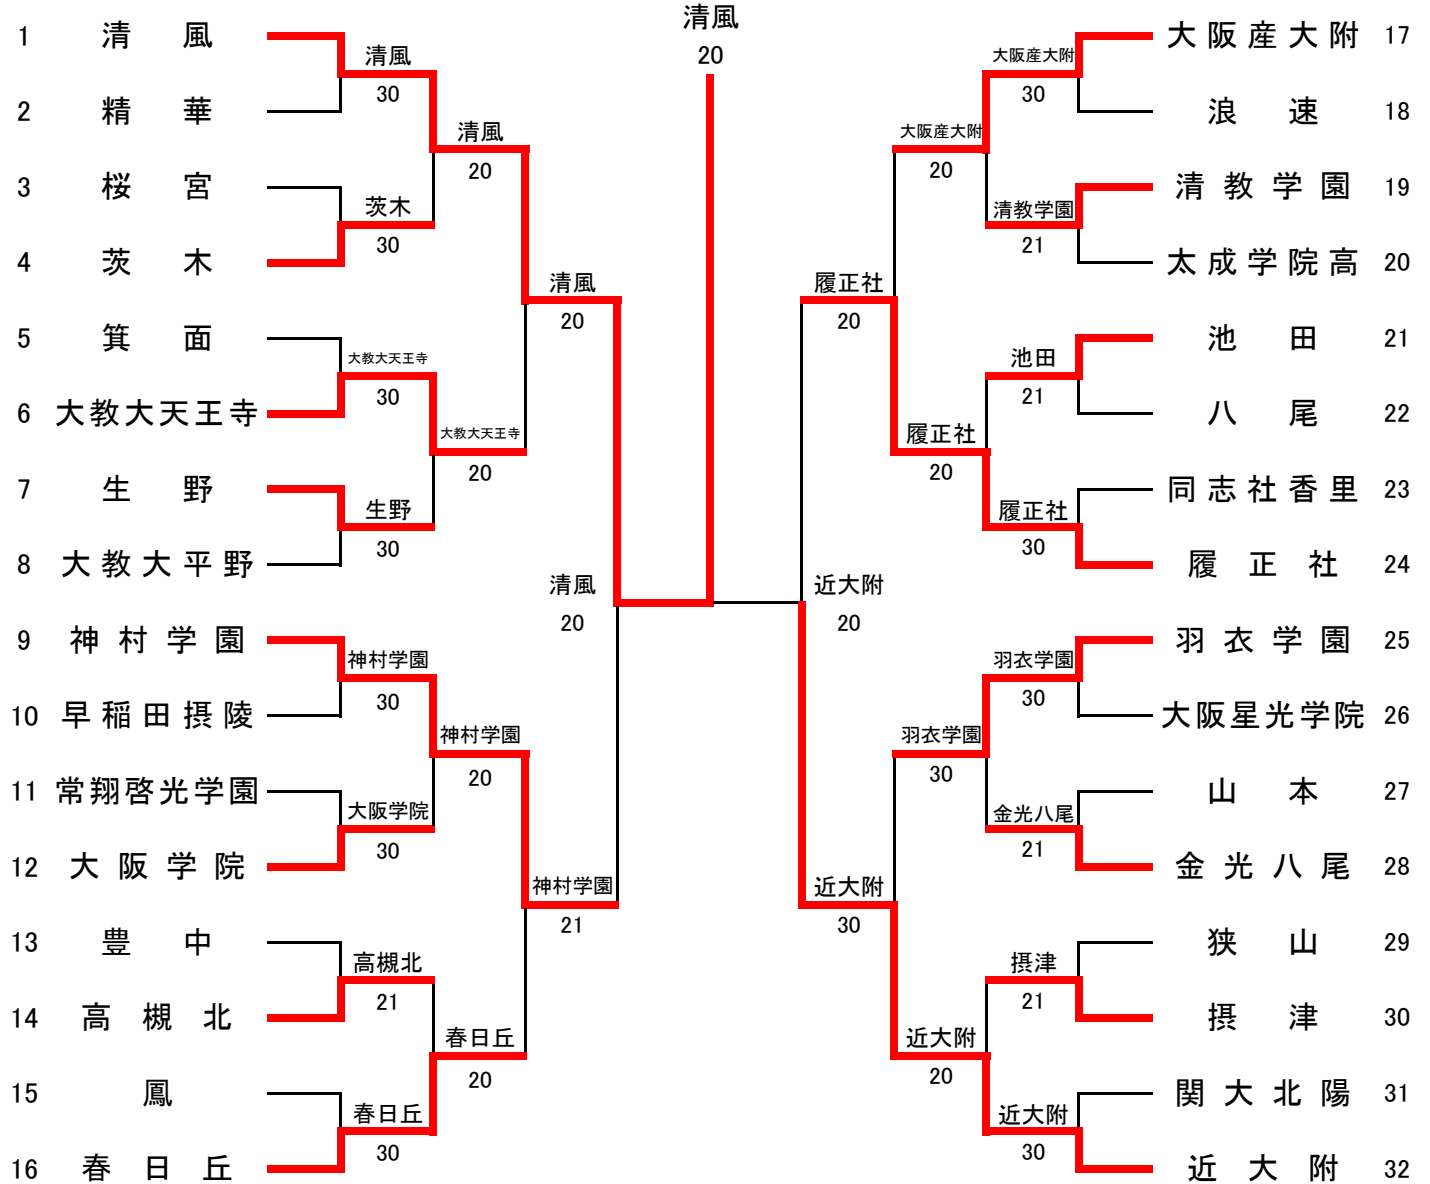 清風
20
1 清風
2 精華
3 桜宮
4 茨木
5 箕面
6 大教大天王寺
7 生野
8 大教大平野
9 神村学園
10 早稲田摂陵
11 常翔啓光学園
12 大阪学院
13 豊中
14 高槻北
15 鳳
16 春日丘
清風
30
茨木
30
大教大天王寺
30
生野
30
神村学園
30
大阪学院
30
高槻北
21
春日丘
30
清風
20
大教大天王寺
20
神村学園
20
春日丘
20
清風
20
神村学園
21
清風
20
近大附
20
履正社
20
近大附
30
大阪産大附
20
履正社
20
羽衣学園
30
近大附
20
大阪産大附
30
清教学園
21
池田
21
履正社
30
羽衣学園
30
金光八尾
21
摂津
21
近大附
30
大阪産大附 17
浪速 18
清教学園 19
太成学院高 20
池田 21
八尾 22
同志社香里 23
履正社 24
羽衣学園 25
大阪星光学院 26
山本 27
金光八尾 28
狭山 29
摂津 30
関大北陽 31
近大附 32